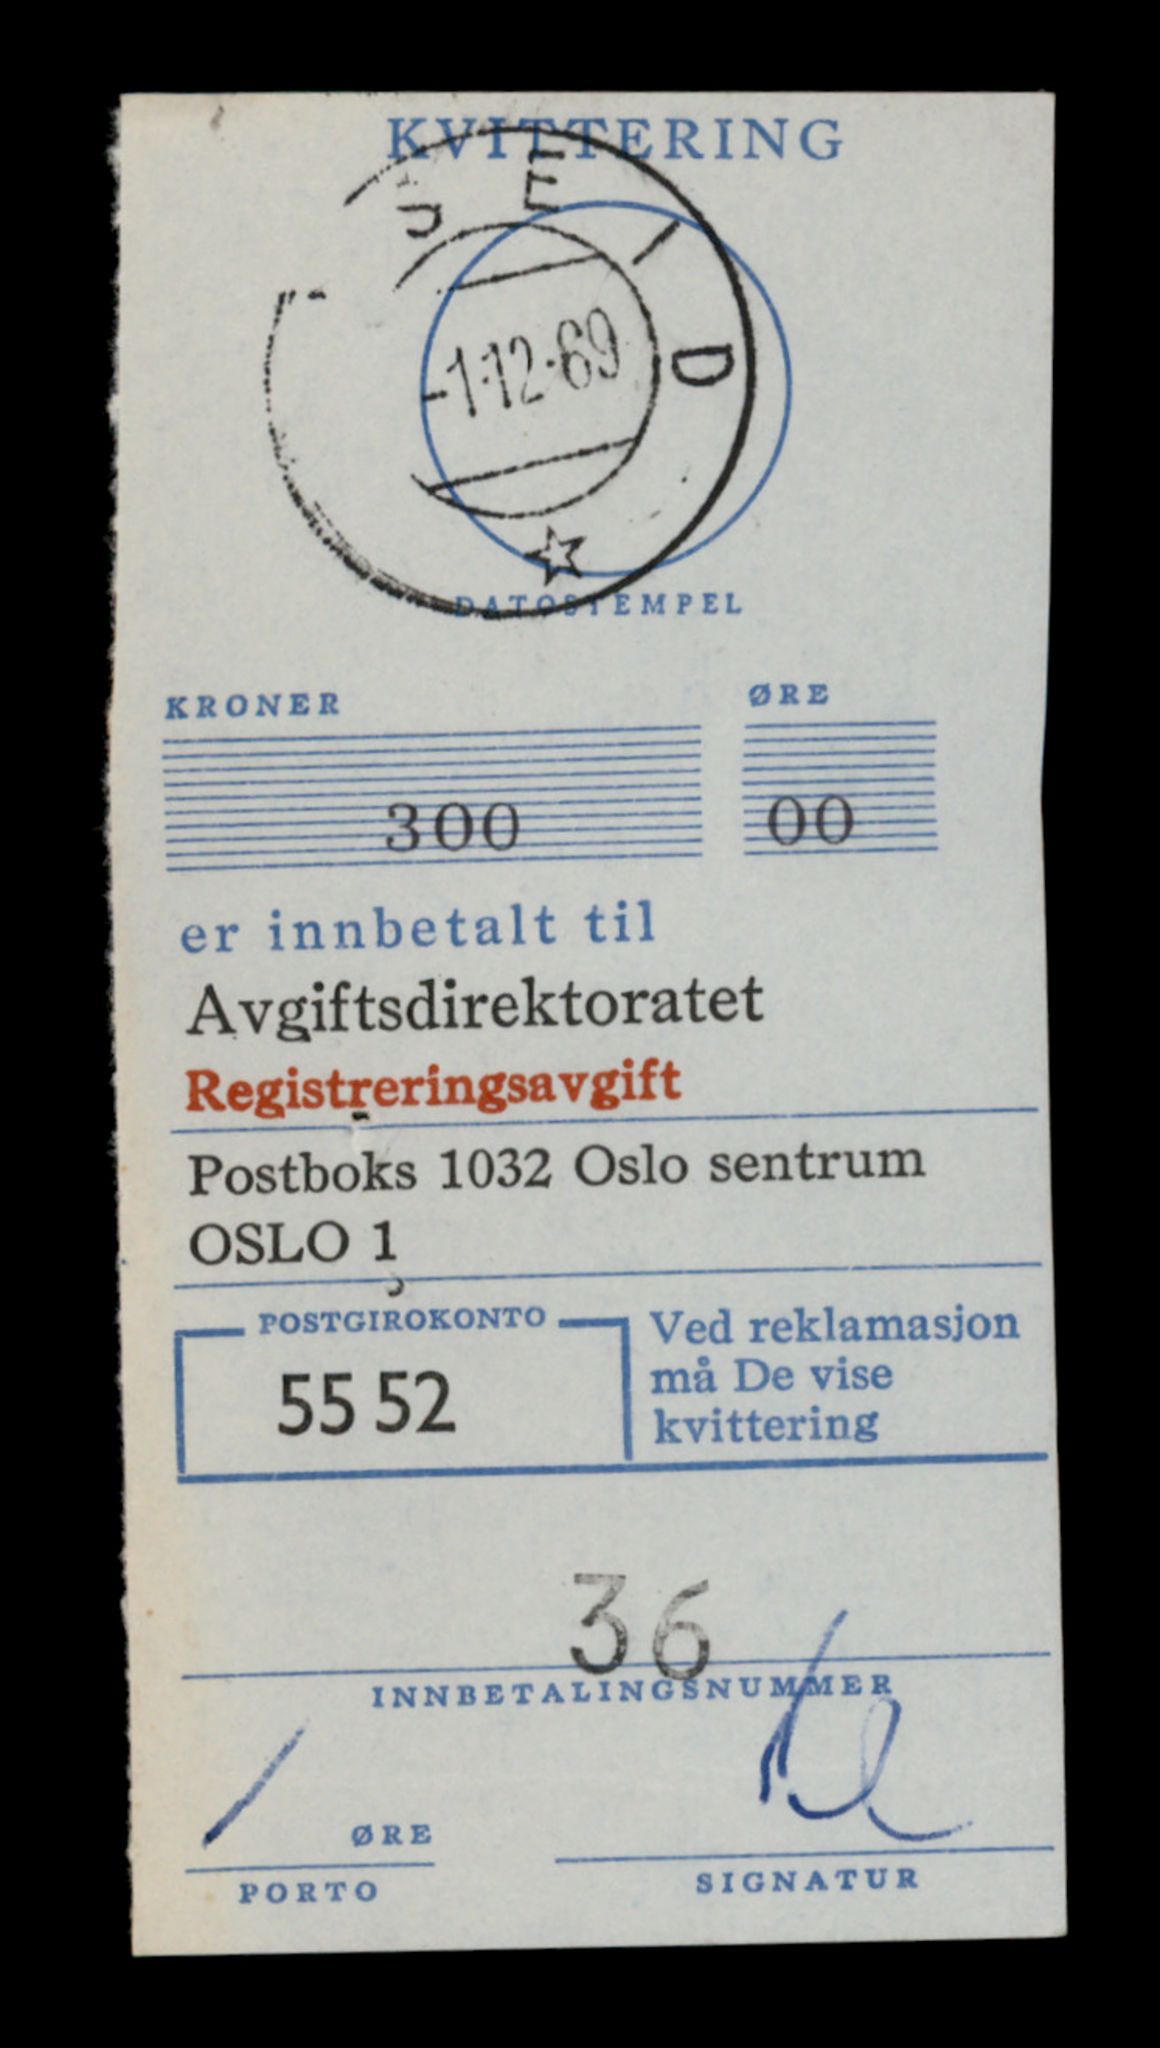 KVITTERING
-1.12.69
DATOSTEMPEL
KRONER ØRE
300 00
er innbetalt til
Avgiftsdirektoratet
Registreringsavgift
Postboks 1032 Oslo sentrum
OSLO 1
POSTGIROKONTO
55 52
Ved reklamasjon
må De vise
kvittering
36
INNBETALINGSNUMMER
ØRE
PORTO
SIGNATUR